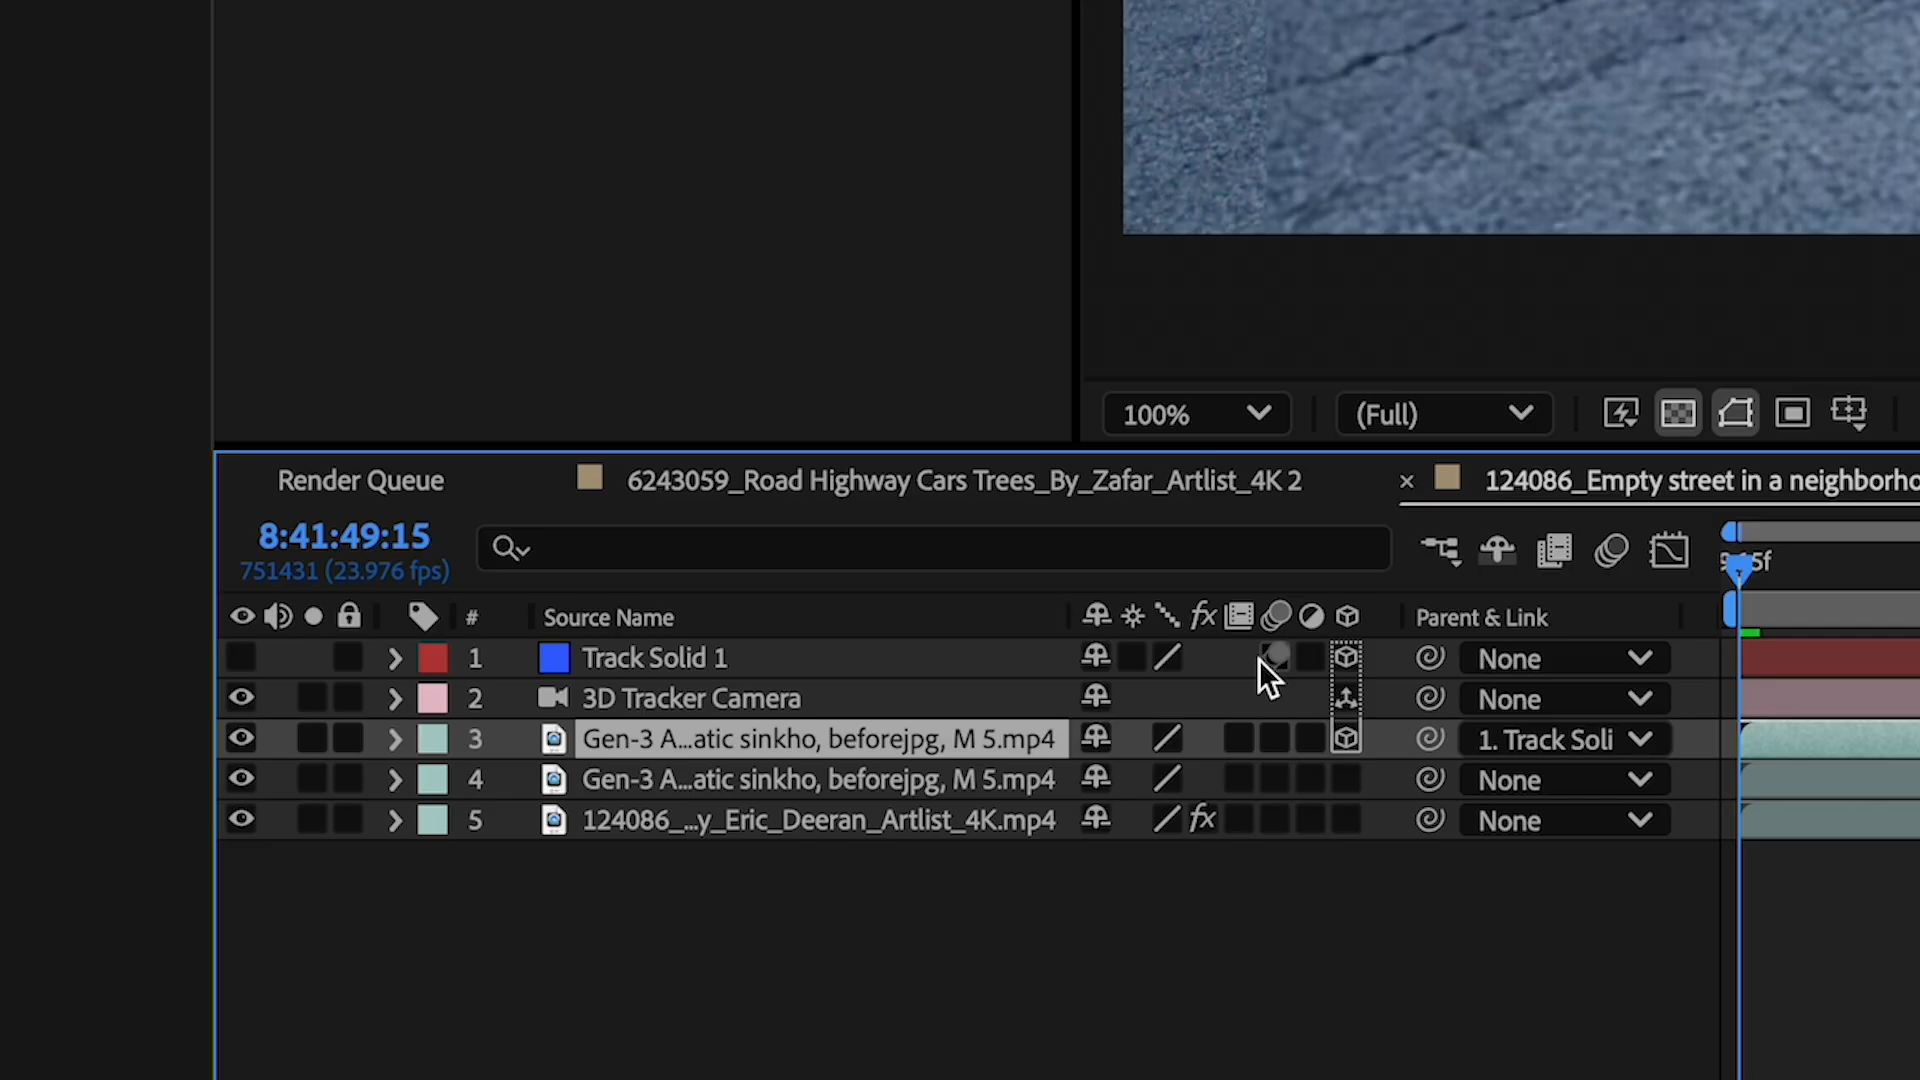 100%
(Full)
Render Queue
6243059_Road Highway Cars Trees_By_Zafar_Artlist_4K 2
× 124086_Empty street in a neighborho
8:41:49:15
751431 (23.976 fps)
# Source Name fx Parent & Link
1 Track Solid 1 None
2 3D Tracker Camera None
3 Gen-3 A...atic sinkho, beforejpg, M 5.mp4 1. Track Soli
4 Gen-3 A...atic sinkho, beforejpg, M 5.mp4 None
5 124086_...y_Eric_Deeran_Artlist_4K.mp4 fx None